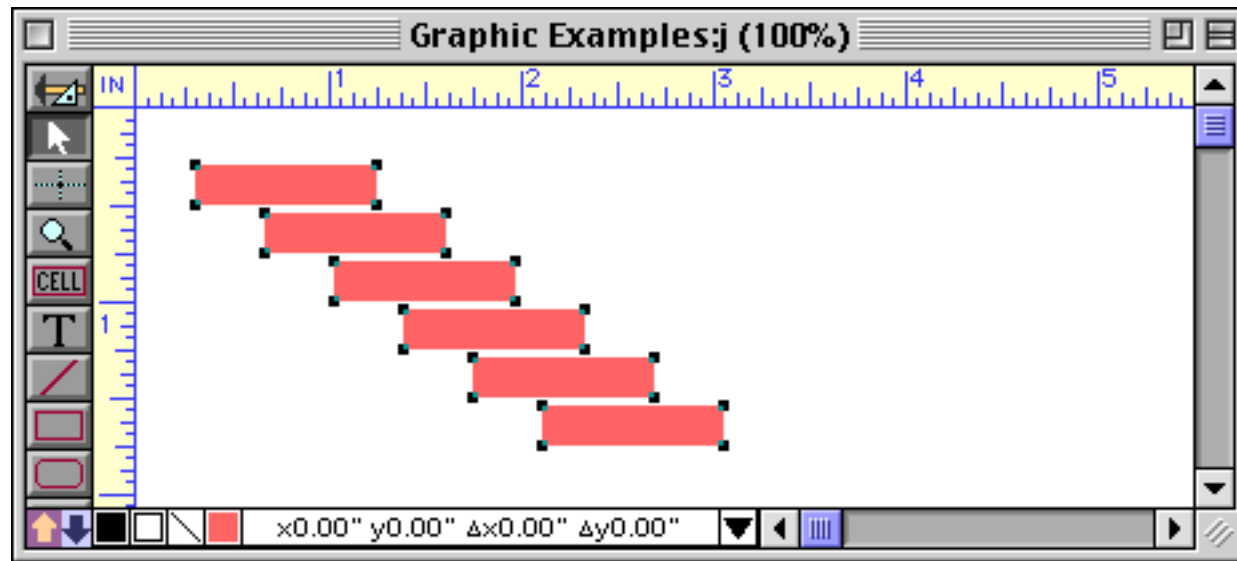 Graphic Examples:j (100%)
IN 1 2 3 4 5
CELL
T
1
x0.00" y0.00" Δx0.00" Δy0.00"